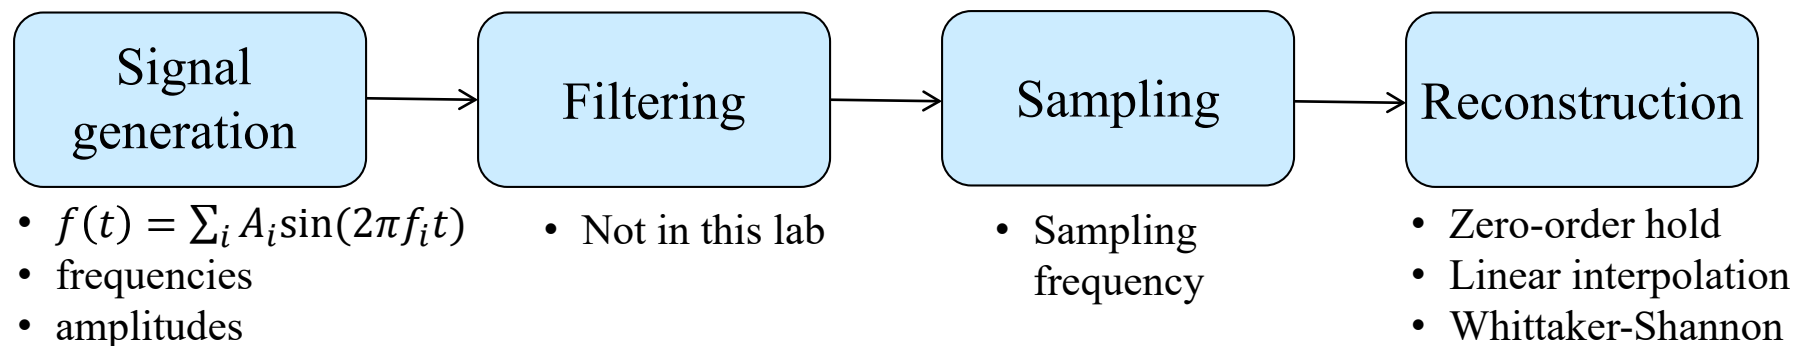 Signal
generation
Filtering
Sampling
Reconstruction
• 𝑓(𝑡) = ∑ᵢ 𝐴ᵢsin(2𝜋𝑓ᵢ𝑡)
• frequencies
• amplitudes
• Not in this lab
• Sampling
frequency
• Zero-order hold
• Linear interpolation
• Whittaker-Shannon